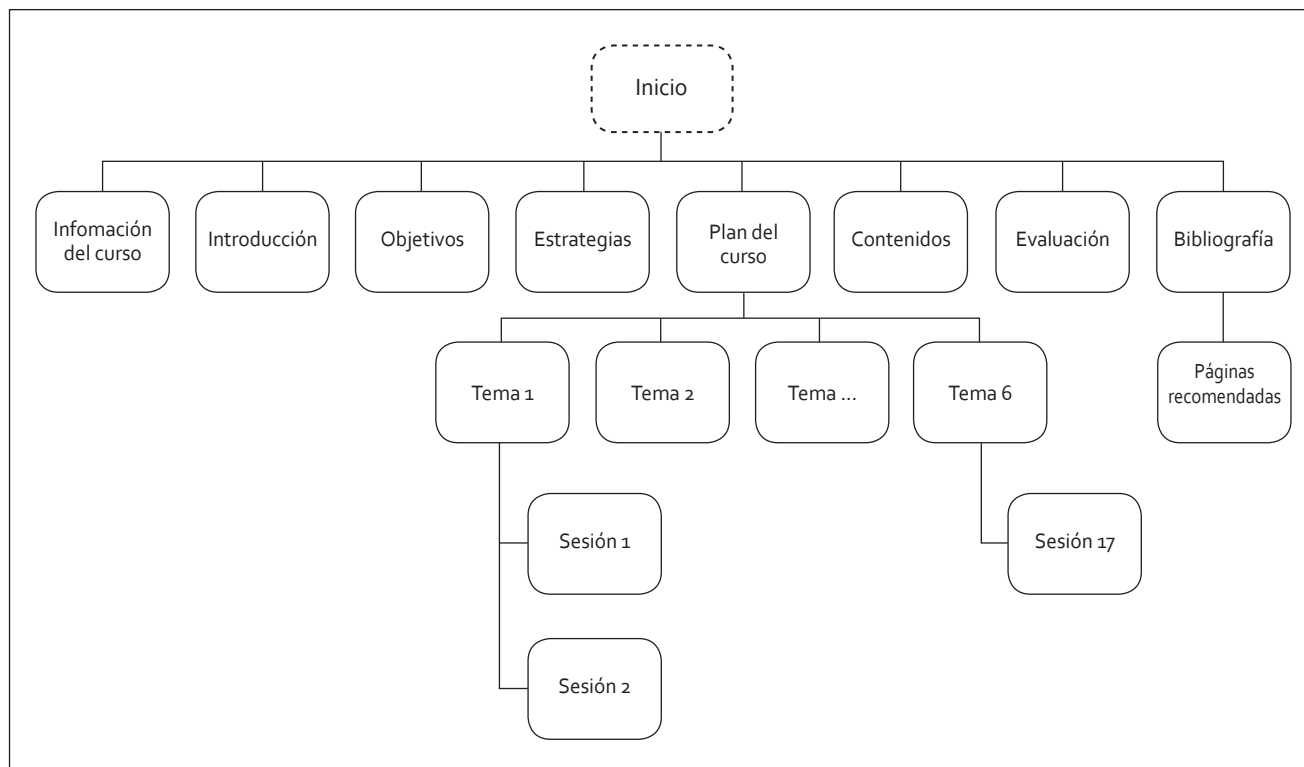 Inicio
Infomación
del curso
Introducción
Objetivos
Estrategias
Plan del
curso
Contenidos
Evaluación
Bibliografía
Tema 1
Tema 2
Tema ...
Tema 6
Páginas
recomendadas
Sesión 1
Sesión 17
Sesión 2